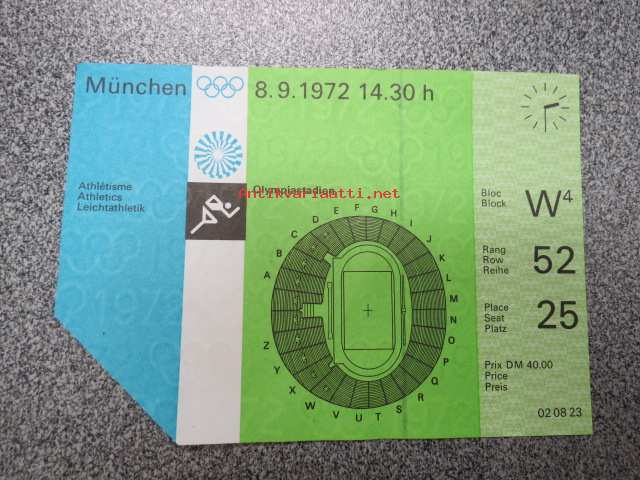 München 8.9.1972 14.30 h
Athlétisme
Athletics
Leichtathletik
Olympiastadion
Antikvariaatti.net
A
B
C
D
E
F
G
H
I
J
K
L
M
N
O
P
Q
R
S
T
U
V
W
X
Y
Z
Bloc
Block
W4
Rang
Row
Reihe
52
Place
Seat
Platz
25
Prix DM 40.00
Price
Preis
02 08 23